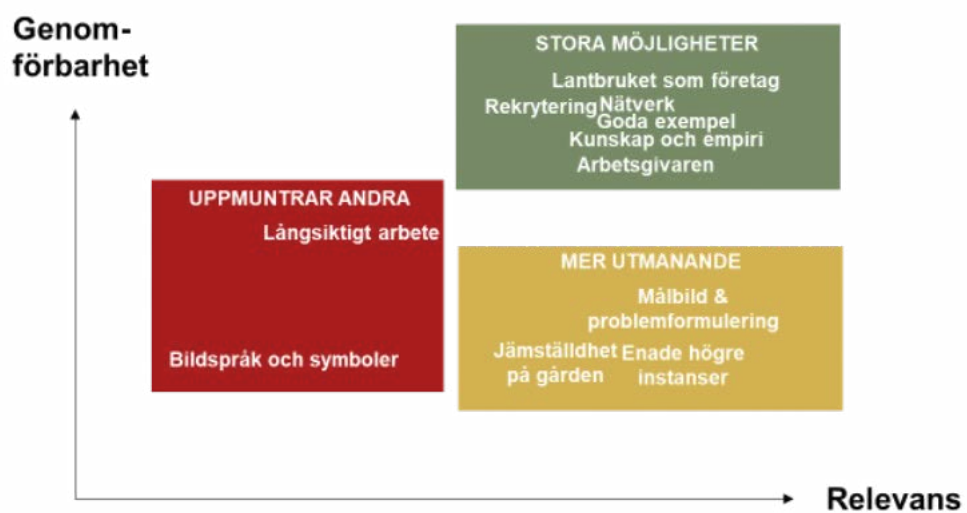 Genom-
förbarhet
STORA MÖJLIGHETER
Lantbruket som företag
Rekrytering Nätverk
Goda exempel
Kunskap och empiri
Arbetsgivaren
UPPMUNTRAR ANDRA
Långsiktigt arbete
Bildspråk och symboler
MER UTMANANDE
Målbild &
problemformulering
Jämställdhet
på gården
Enade högre
instanser
Relevans